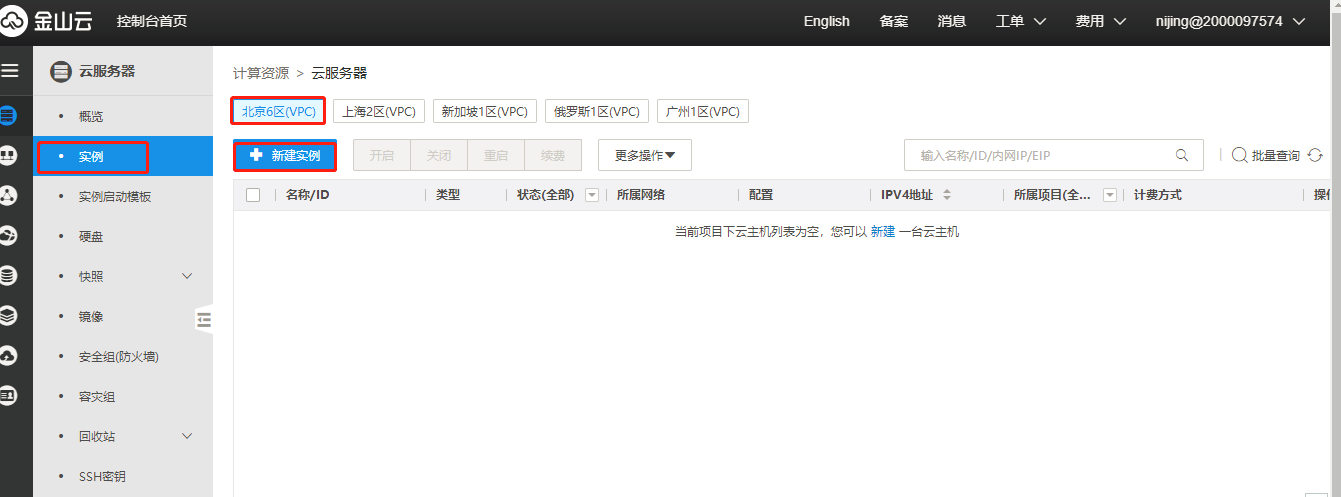 金山云 控制台首页 English 备案 消息 工单 费用 nijing@2000097574
云服务器
概览
实例
实例启动模板
硬盘
快照
镜像
安全组(防火墙)
容灾组
回收站
SSH密钥
计算资源 > 云服务器
北京6区(VPC) 上海2区(VPC) 新加坡1区(VPC) 俄罗斯1区(VPC) 广州1区(VPC)
新建实例 开启 关闭 重启 续费 更多操作 输入名称/ID/内网IP/EIP 批量查询
名称/ID 类型 状态(全部) 所属网络 配置 IPV4地址 所属项目(全... 计费方式
当前项目下云主机列表为空，您可以 新建 一台云主机